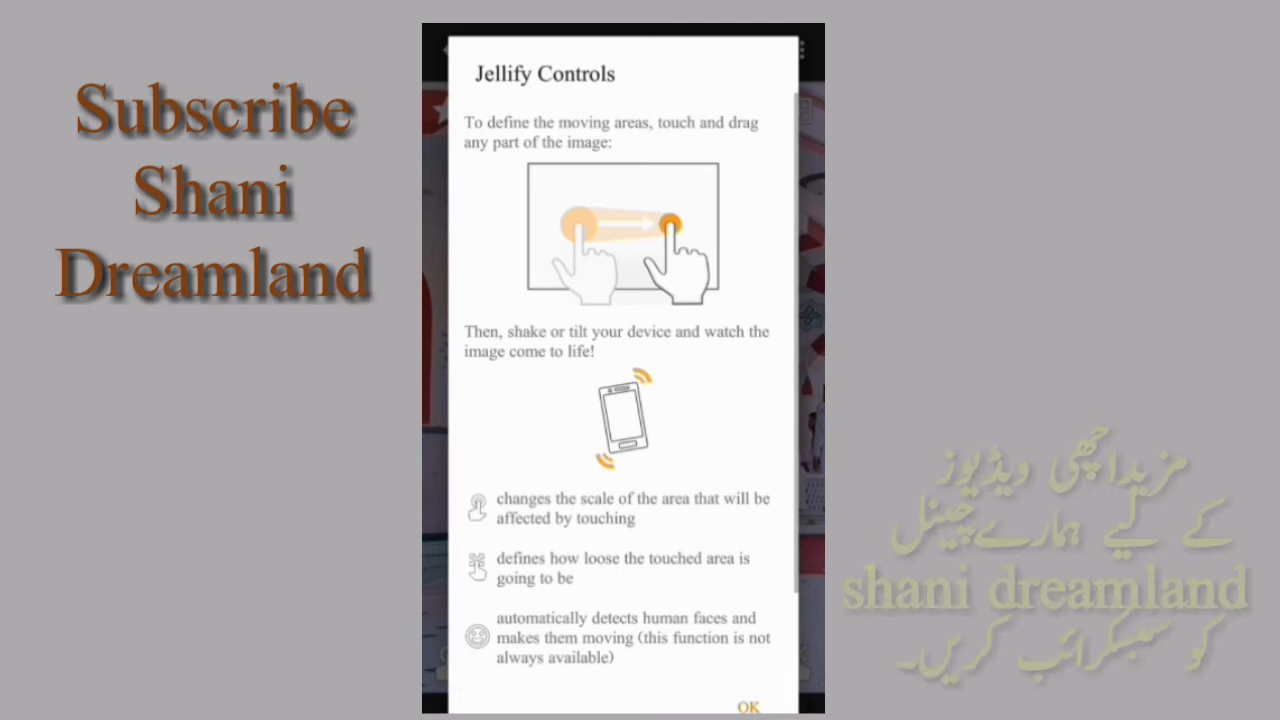 Subscribe
Shani
Dreamland
Jellify Controls
To define the moving areas, touch and drag
any part of the image:
Then, shake or tilt your device and watch the
image come to life!
changes the scale of the area that will be
affected by touching
defines how loose the touched area is
going to be
automatically detects human faces and
makes them moving (this function is not
always available)
OK
مزید اچھی ویڈیوز
کے لیے ہمارے چینل
shani dreamland
کو سبسکرائب کریں۔